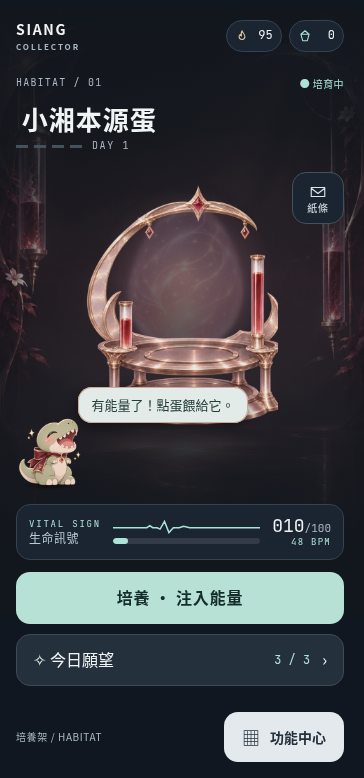 SIANG
COLLECTOR
95
0
HABITAT / 01
培育中
小湘本源蛋
DAY 1
紙條
有能量了！點蛋餵給它。
VITAL SIGN
生命訊號
010/100
48 BPM
培養 · 注入能量
✧ 今日願望
3 / 3 ›
培養架 / HABITAT
功能中心